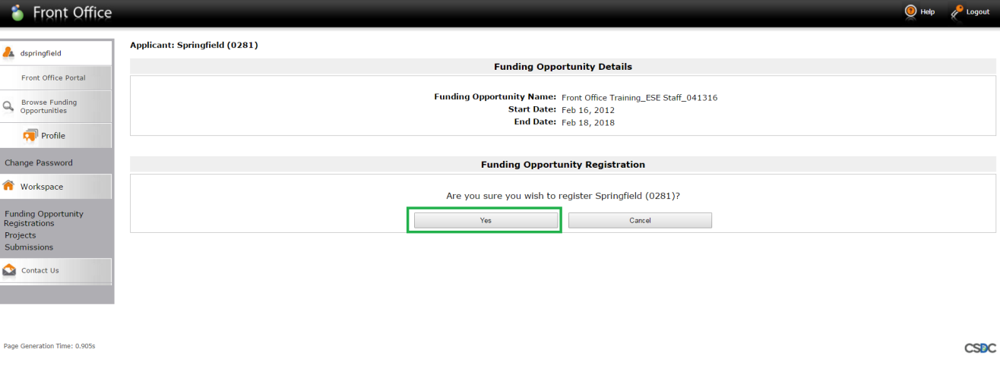 Front Office
Help
Logout
dspringfield
Front Office Portal
Browse Funding
Opportunities
Profile
Change Password
Workspace
Funding Opportunity
Registrations
Projects
Submissions
Contact Us
Applicant: Springfield (0281)
Funding Opportunity Details
Funding Opportunity Name: Front Office Training_ESE Staff_041316
Start Date: Feb 16, 2012
End Date: Feb 18, 2018
Funding Opportunity Registration
Are you sure you wish to register Springfield (0281)?
Yes
Cancel
Page Generation Time: 0.905s
CSDC